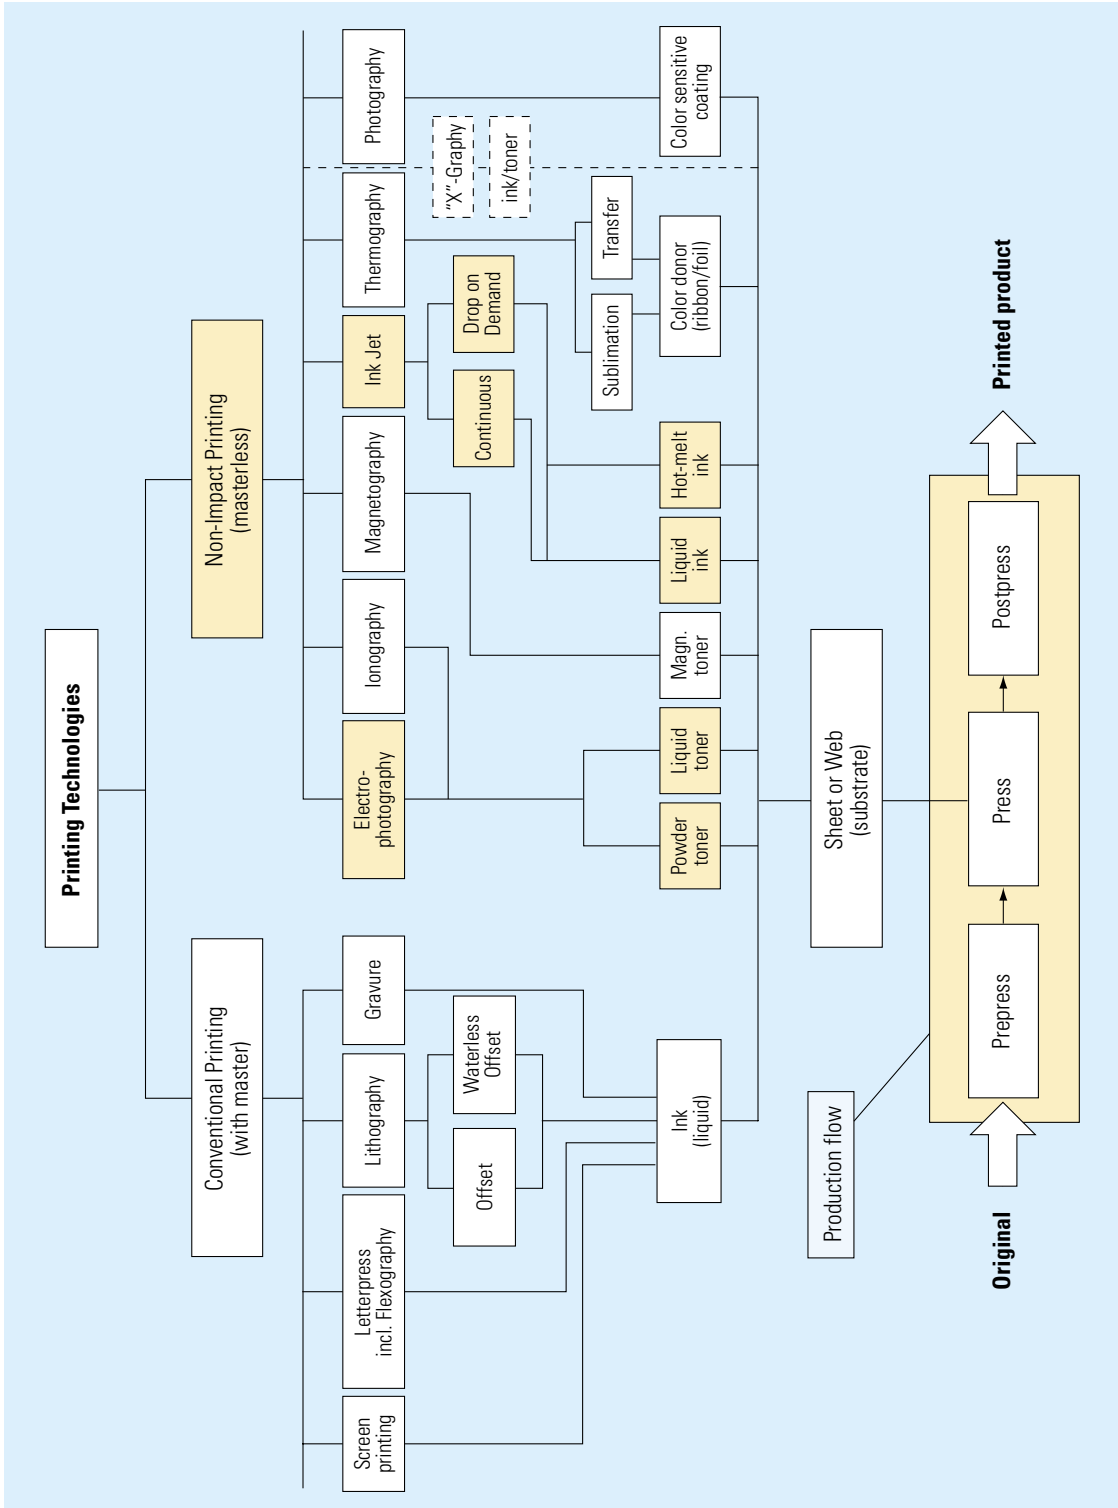 Printing Technologies
Conventional Printing
(with master)
Non-Impact Printing
(masterless)
Screen
printing
Letterpress
incl. Flexography
Lithography
Gravure
Electro-
photography
Ionography
Magnetography
Ink Jet
Thermography
Photography
Offset
Waterless
Offset
Continuous
Drop on
Demand
"X"-Graphy
ink/toner
Sublimation
Transfer
Ink
(liquid)
Powder
toner
Liquid
toner
Magn.
toner
Liquid
ink
Hot-melt
ink
Color donor
(ribbon/foil)
Color sensitive
coating
Sheet or Web
(substrate)
Production flow
Original
Prepress
Press
Postpress
Printed product